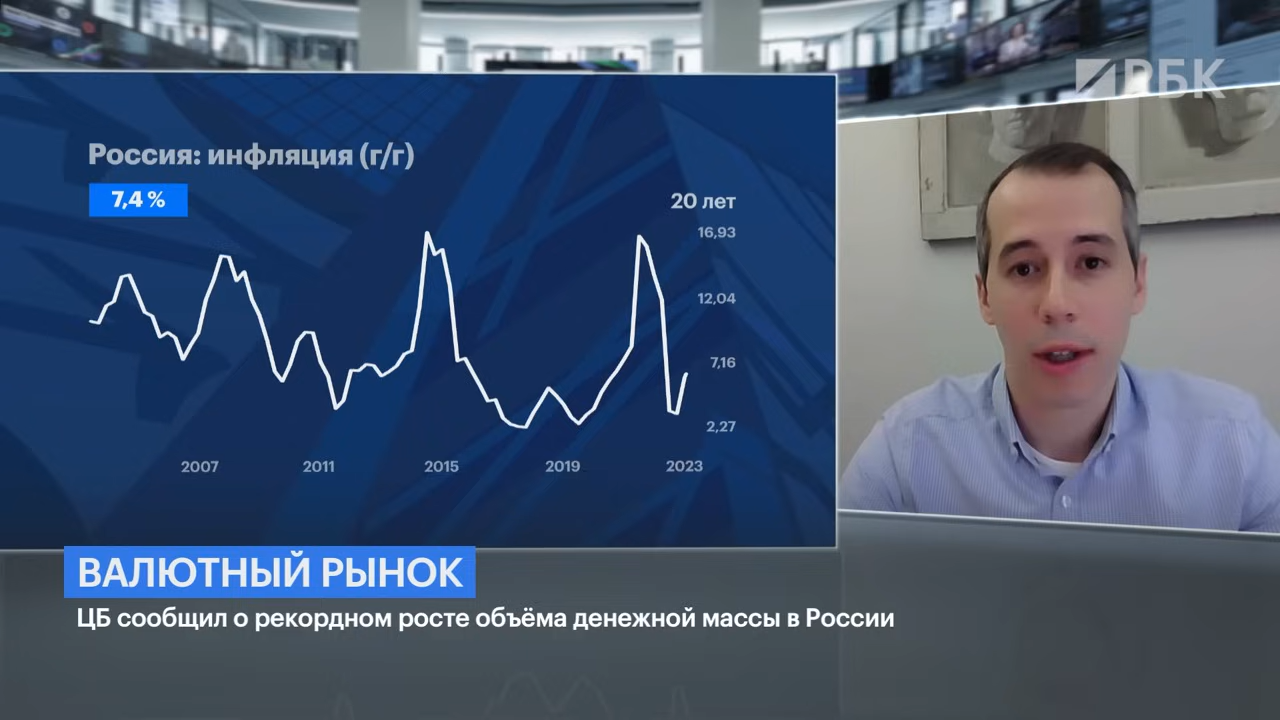 РБК
Россия: инфляция (г/г)
7,4 %
20 лет
16,93
12,04
7,16
2,27
2007 2011 2015 2019 2023
ВАЛЮТНЫЙ РЫНОК
ЦБ сообщил о рекордном росте объёма денежной массы в России